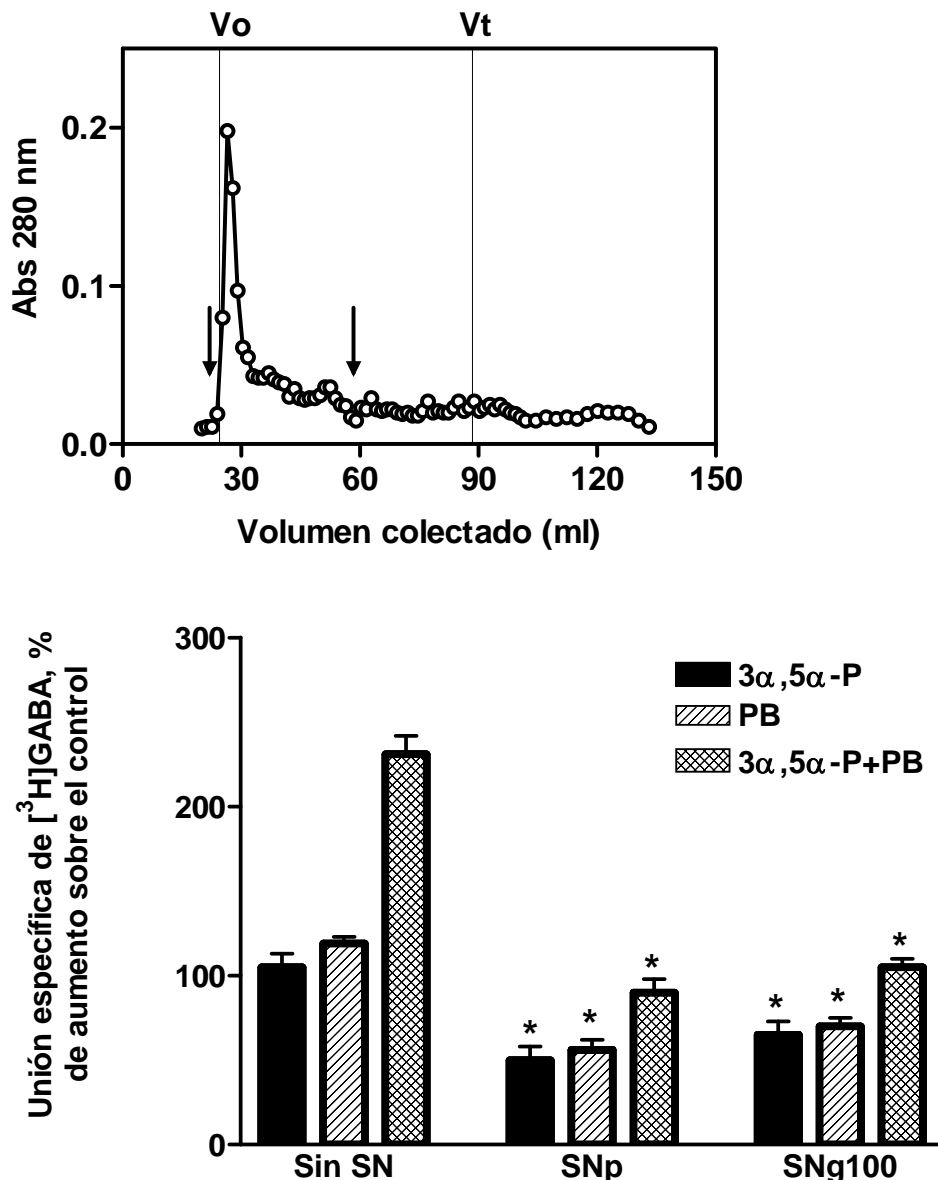 Vo Vt
Abs 280 nm
0.2
0.1
0.0
0 30 60 90 120 150
Volumen colectado (ml)
Unión específica de [³H]GABA, %
de aumento sobre el control
300
200
100
0
3α,5α-P
PB
3α,5α-P+PB
* * * * * *
Sin SN SNp SNg100